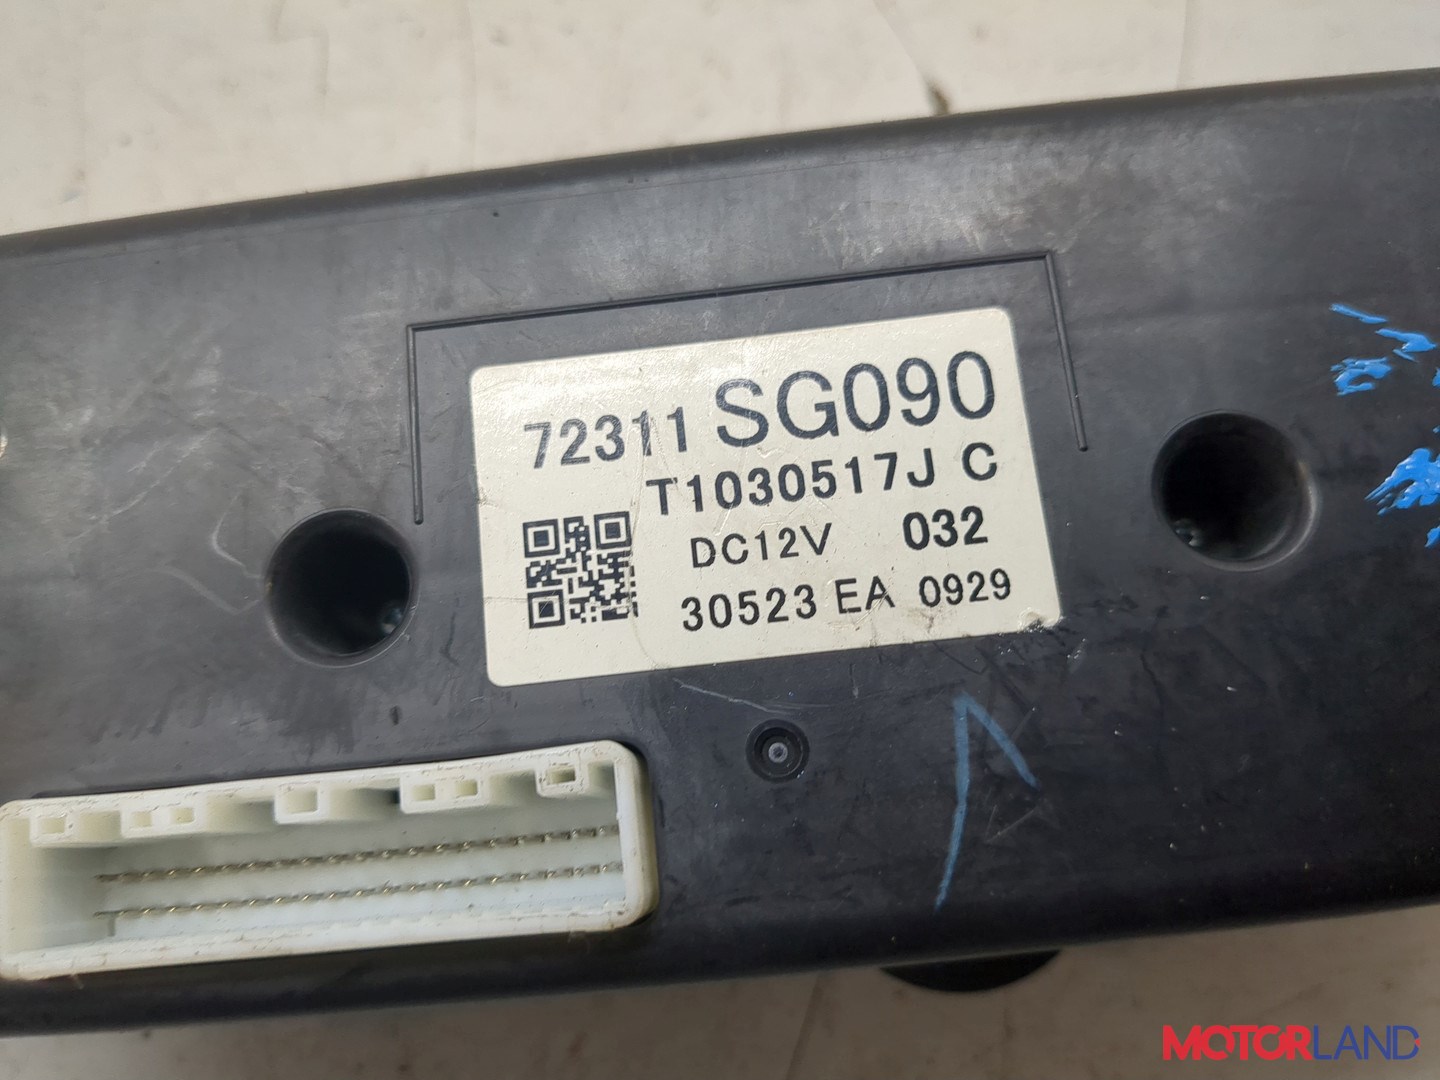 72311 SG090
T1030517J C
DC12V 032
30523 EA 0929
MOTORLAND